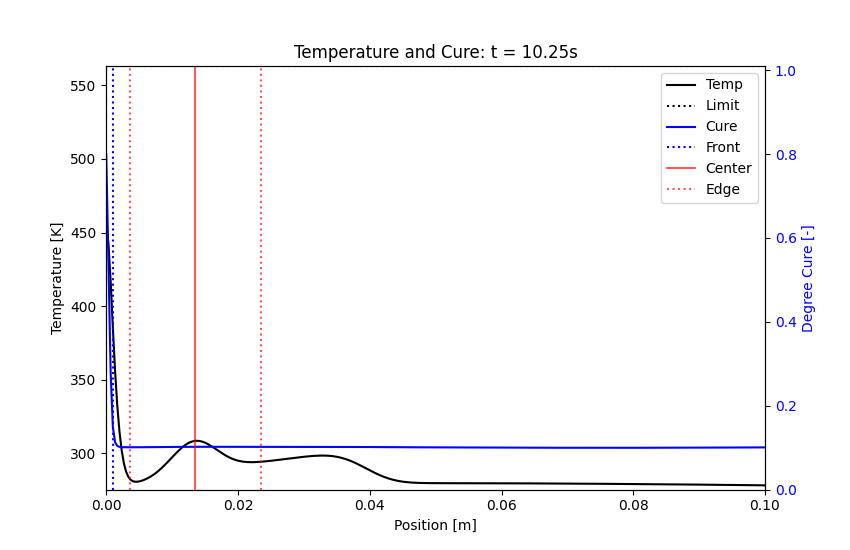 Temperature and Cure: t = 10.25s
Temperature [K]
550
500
450
400
350
300
0.00
0.02
0.04
0.06
0.08
0.10
Position [m]
1.0
0.8
0.6
0.4
0.2
0.0
Degree Cure [-]
Temp
Limit
Cure
Front
Center
Edge